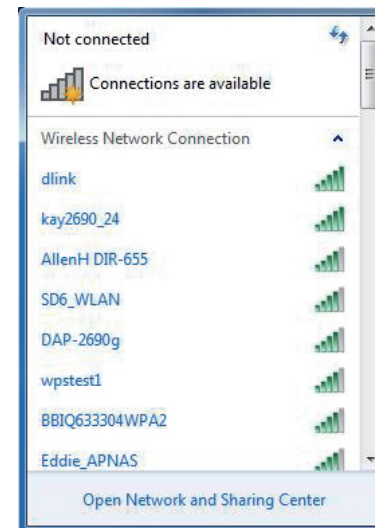 Not connected
Connections are available
Wireless Network Connection
dlink
kay2690_24
AllenH DIR-655
SD6_WLAN
DAP-2690g
wpstest1
BBIQ633304WPA2
Eddie_APNAS
Open Network and Sharing Center